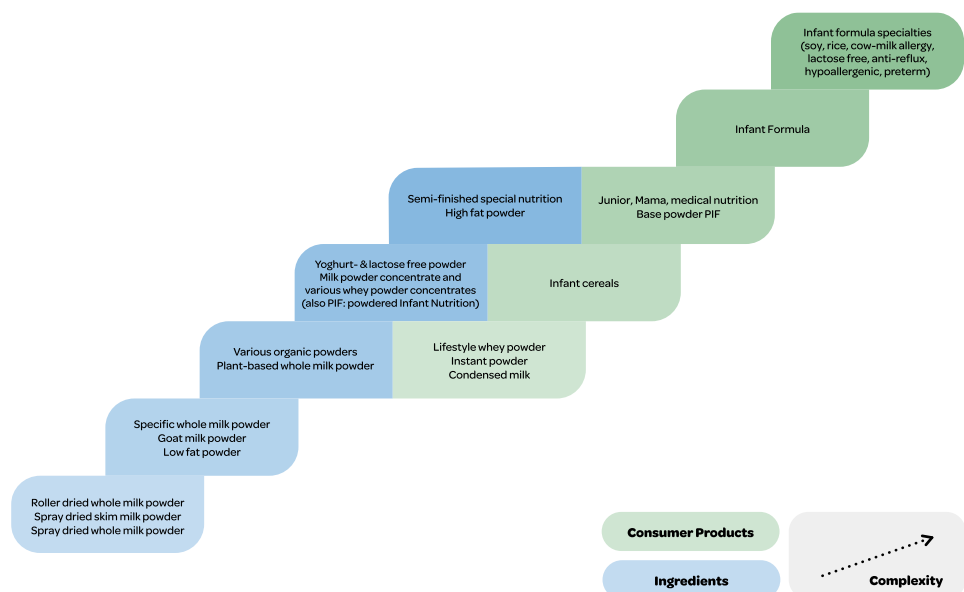 Infant formula specialties
(soy, rice, cow-milk allergy,
lactose free, anti-reflux,
hypoallergenic, preterm)
Infant Formula
Semi-finished special nutrition
High fat powder
Junior, Mama, medical nutrition
Base powder PIF
Yoghurt- & lactose free powder
Milk powder concentrate and
various whey powder concentrates
(also PIF: powdered Infant Nutrition)
Infant cereals
Various organic powders
Plant-based whole milk powder
Lifestyle whey powder
Instant powder
Condensed milk
Specific whole milk powder
Goat milk powder
Low fat powder
Roller dried whole milk powder
Spray dried skim milk powder
Spray dried whole milk powder
Consumer Products
Ingredients
Complexity